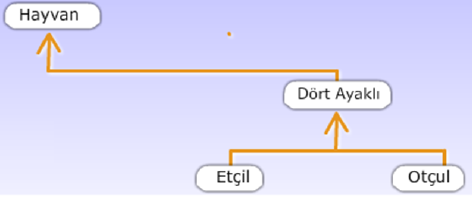 Hayvan
Dört Ayaklı
Etçil
Otçul